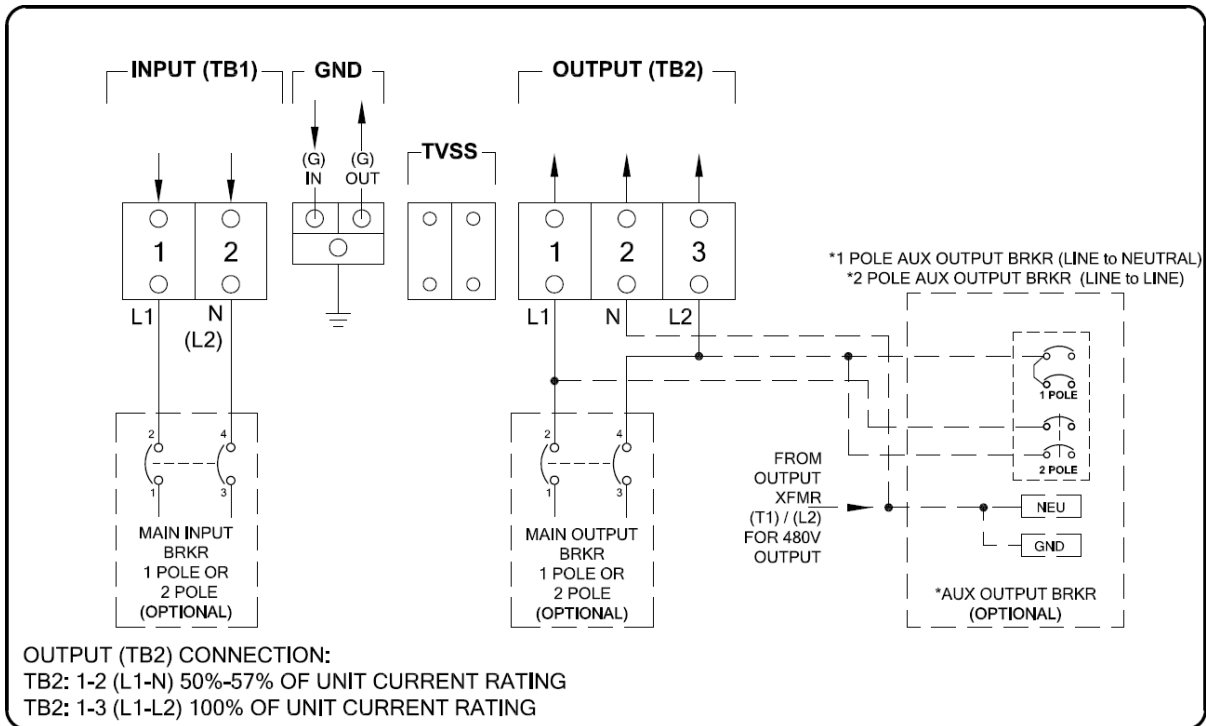 INPUT (TB1)
GND
OUTPUT (TB2)
(G)
IN
(G)
OUT
TVSS
1
2
1
2
3
L1
N
(L2)
L1
N
L2
*1 POLE AUX OUTPUT BRKR (LINE to NEUTRAL)
*2 POLE AUX OUTPUT BRKR (LINE to LINE)
2
4
1
3
MAIN INPUT
BRKR
1 POLE OR
2 POLE
(OPTIONAL)
2
4
1
3
MAIN OUTPUT
BRKR
1 POLE OR
2 POLE
(OPTIONAL)
FROM
OUTPUT
XFMR
(T1) / (L2)
FOR 480V
OUTPUT
1 POLE
2 POLE
NEU
GND
*AUX OUTPUT BRKR
(OPTIONAL)
OUTPUT (TB2) CONNECTION:
TB2: 1-2 (L1-N) 50%-57% OF UNIT CURRENT RATING
TB2: 1-3 (L1-L2) 100% OF UNIT CURRENT RATING